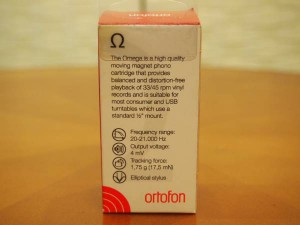 Ω
The Omega is a high quality
moving magnet phono
cartridge that provides
balanced and distortion-free
playback of 33/45 rpm vinyl
records and is suitable for
most consumer and USB
turntables which use a
standard ½" mount.
Frequency range:
20-21,000 Hz
Output voltage:
4 mV
Tracking force:
1,75 g (17,5 mN)
Elliptical stylus
ortofon